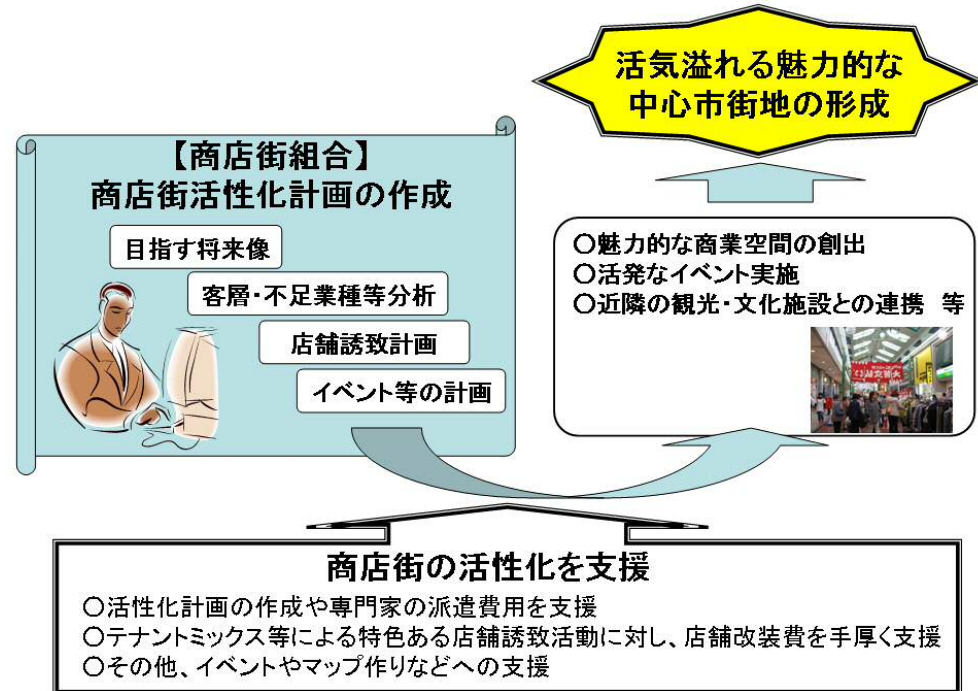 活気溢れる魅力的な
中心市街地の形成
【商店街組合】
商店街活性化計画の作成
目指す将来像
客層・不足業種等分析
店舗誘致計画
イベント等の計画
〇魅力的な商業空間の創出
〇活発なイベント実施
〇近隣の観光・文化施設との連携 等
商店街の活性化を支援
〇活性化計画の作成や専門家の派遣費用を支援
〇テナントミックス等による特色ある店舗誘致活動に対し、店舗改装費を手厚く支援
〇その他、イベントやマップ作りなどへの支援